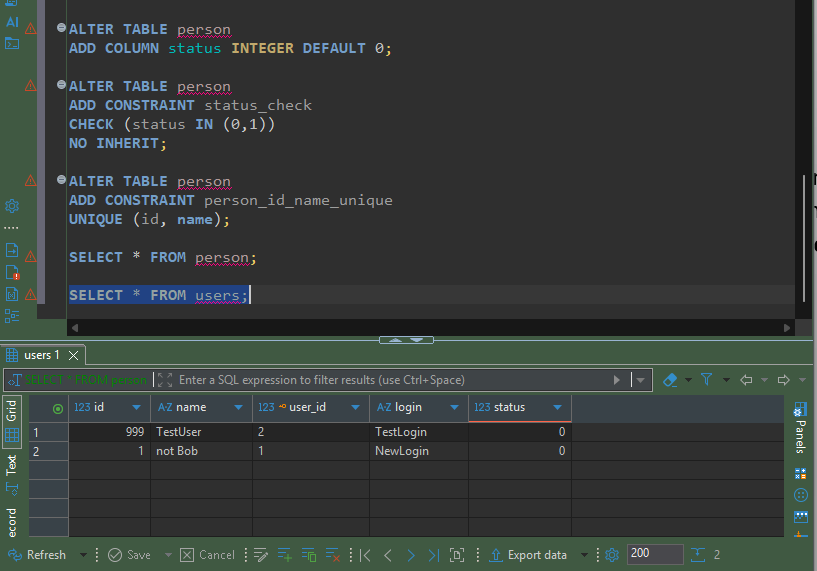 AI
ALTER TABLE person
ADD COLUMN status INTEGER DEFAULT 0;
ALTER TABLE person
ADD CONSTRAINT status_check
CHECK (status IN (0,1))
NO INHERIT;
ALTER TABLE person
ADD CONSTRAINT person_id_name_unique
UNIQUE (id, name);
SELECT * FROM person;
SELECT * FROM users;
users 1
SELECT * FROM person Enter a SQL expression to filter results (use Ctrl+Space)
Grid
Text
ecord
123 id A-Z name 123 user_id A-Z login 123 status
1 999 TestUser 2 TestLogin 0
2 1 not Bob 1 NewLogin 0
Panels
Refresh Save Cancel Export data 200 2